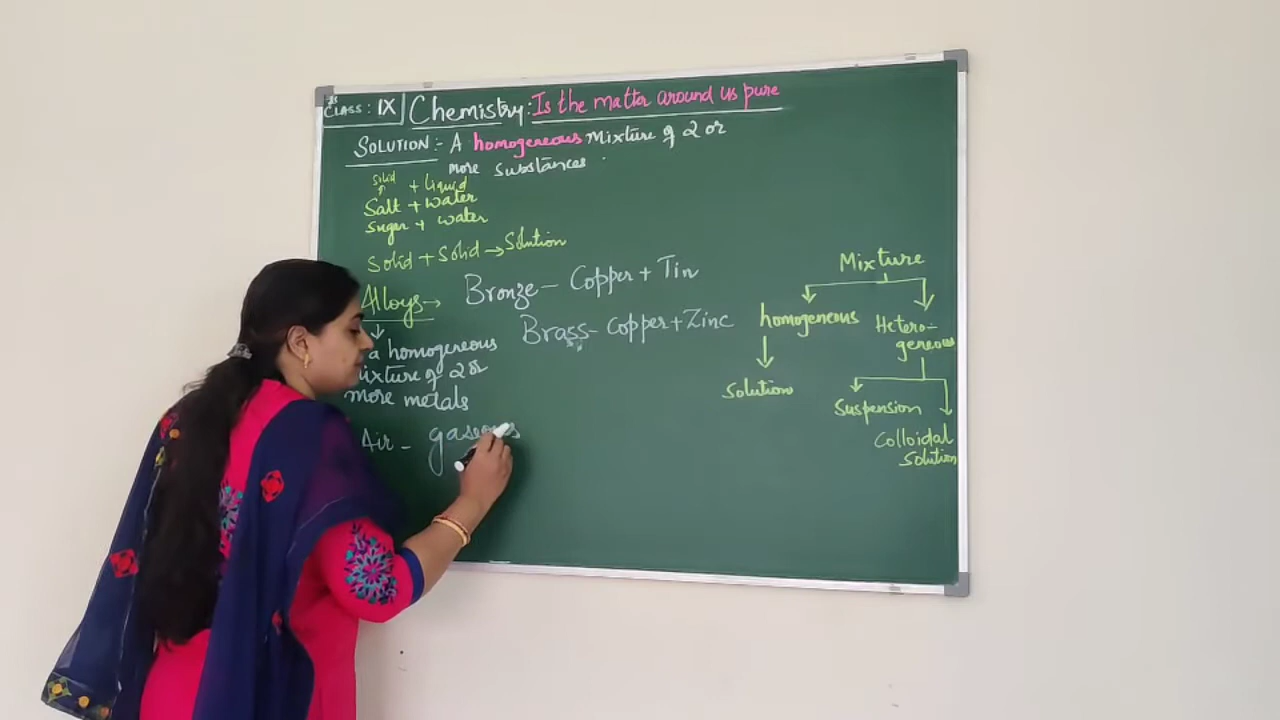 CLASS: IX Chemistry: Is the matter around us pure
SOLUTION:- A homogeneous Mixture of 2 or
more substances.
Solid + Liquid
Salt + water
Sugar + water
Solid + Solid → Solution
Alloys→ Bronze - Copper + Tin
Brass - Copper + Zinc
a homogeneous
mixture of 2 or
more metals
Air - gaseous
Mixture
homogeneous
Hetero-
geneous
Solution
Suspension
Colloidal
Solution